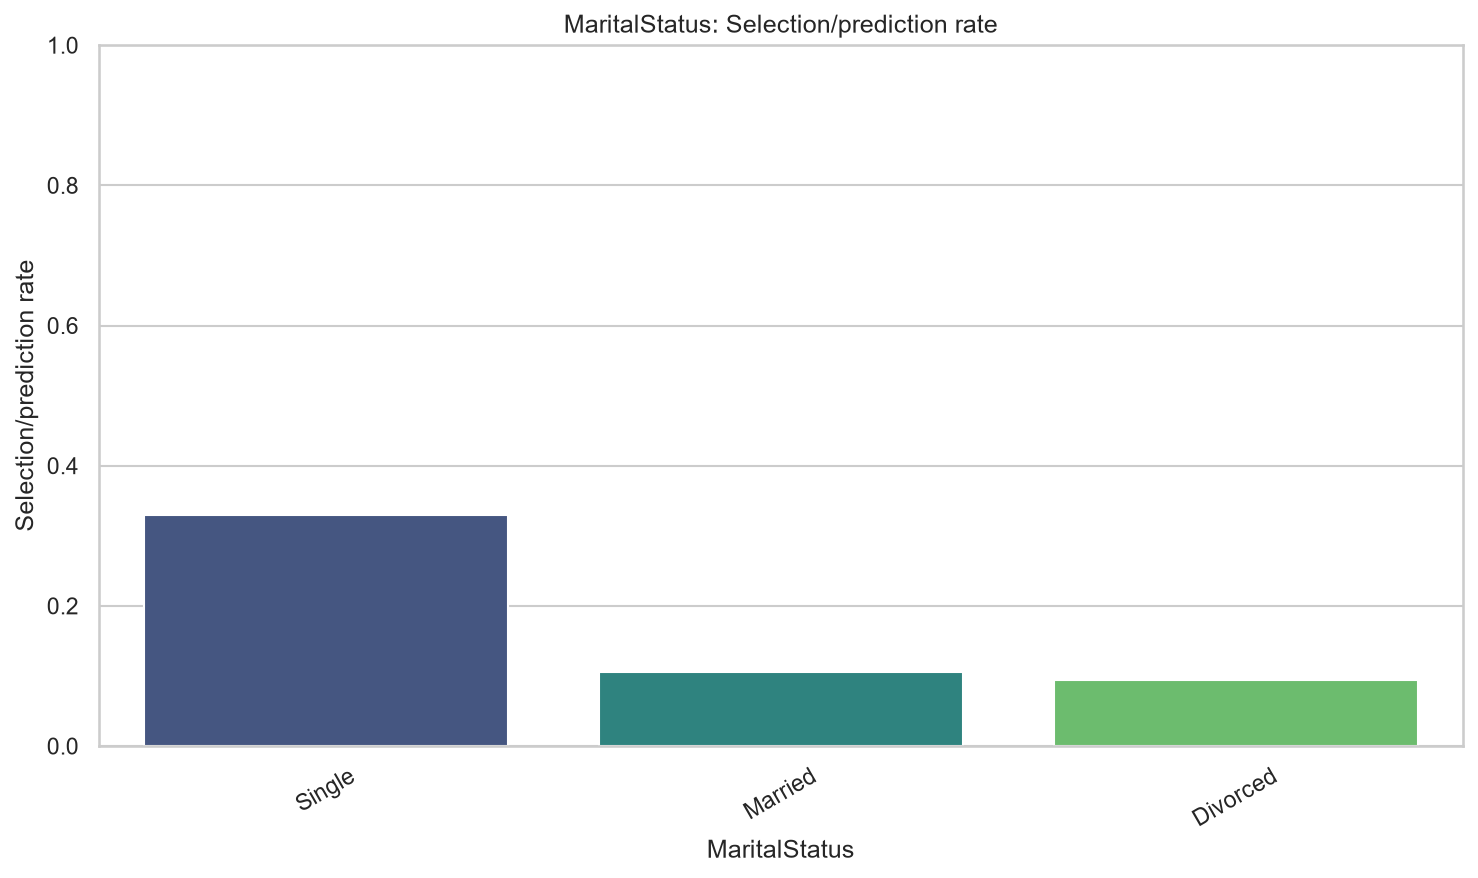 MaritalStatus: Selection/prediction rate
Selection/prediction rate
1.0
0.8
0.6
0.4
0.2
0.0
Single
Married
Divorced
MaritalStatus